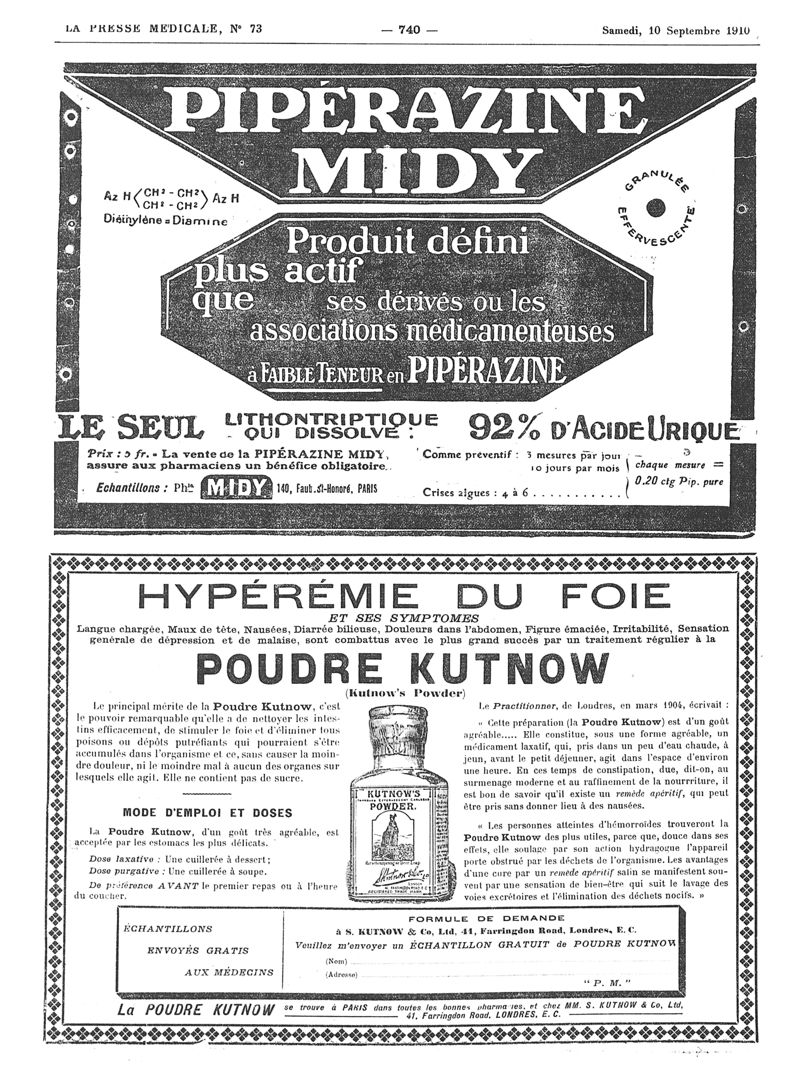 LA PRESSE MÉDICALE, N° 73
— 740 —
Samedi, 10 Septembre 1910
PIPÉRAZINE
MIDY
Az H ⟨ CH² - CH² ⟩ Az H
CH² - CH²
Diéthylène = Diamine
GRANULÉE
EFFERVESCENTE
Produit défini
plus actif
que ses dérivés ou les
associations médicamenteuses
à FAIBLE TENEUR en PIPÉRAZINE
LE SEUL LITHONTRIPTIQUE
QUI DISSOLVE : 92% D'ACIDE URIQUE
Prix : 5 fr. - La vente de la PIPÉRAZINE MIDY,
assure aux pharmaciens un bénéfice obligatoire.
Echantillons : Phie MIDY 140, Faub. St-Honoré, PARIS
Comme préventif : 3 mesures par jour
10 jours par mois
Crises aigues : 4 à 6 . . . . . . . . . . .
chaque mesure =
0.20 ctg Pip. pure
HYPÉRÉMIE DU FOIE
ET SES SYMPTOMES
Langue chargée, Maux de tête, Nausées, Diarrée bilieuse, Douleurs dans l'abdomen, Figure émaciée, Irritabilité, Sensation
générale de dépression et de malaise, sont combattus avec le plus grand succès par un traitement régulier à la
POUDRE KUTNOW
(Kutnow's Powder)
Le principal mérite de la Poudre Kutnow, c'est
le pouvoir remarquable qu'elle a de nettoyer les intes-
tins efficacement, de stimuler le foie et d'éliminer tous
poisons ou dépôts putréfiants qui pourraient s'être
accumulés dans l'organisme et ce, sans causer la moin-
dre douleur, ni le moindre mal à aucun des organes sur
lesquels elle agit. Elle ne contient pas de sucre.
MODE D'EMPLOI ET DOSES
La Poudre Kutnow, d'un goût très agréable, est
acceptée par les estomacs les plus délicats.
Dose laxative : Une cuillerée à dessert ;
Dose purgative : Une cuillerée à soupe.
De préférence AVANT le premier repas ou à l'heure
du coucher.
KUTNOW'S
IMPROVED EFFERVESCENT CARLSBAD
POWDER.
Le Practitionner, de Londres, en mars 1904, écrivait :
« Cette préparation (la Poudre Kutnow) est d'un goût
agréable..... Elle constitue, sous une forme agréable, un
médicament laxatif, qui, pris dans un peu d'eau chaude, à
jeun, avant le petit déjeuner, agit dans l'espace d'environ
une heure. En ces temps de constipation, due, dit-on, au
surmenage moderne et au raffinement de la nourrriture, il
est bon de savoir qu'il existe un remède apéritif, qui peut
être pris sans donner lieu à des nausées.
« Les personnes atteintes d'hémorroïdes trouveront la
Poudre Kutnow des plus utiles, parce que, douce dans ses
effets, elle soulage par son action hydragogue l'appareil
porte obstrué par les déchets de l'organisme. Les avantages
d'une cure par un remède apéritif salin se manifestent sou-
vent par une sensation de bien-être qui suit le lavage des
voies excrétoires et l'élimination des déchets nocifs. »
ÉCHANTILLONS
ENVOYÉS GRATIS
AUX MÉDECINS
FORMULE DE DEMANDE
à S. KUTNOW & Co, Ltd, 41, Farringdon Road, Londres, E. C.
Veuillez m'envoyer un ÉCHANTILLON GRATUIT de POUDRE KUTNOW
(Nom)
(Adresse)
" P. M. "
La POUDRE KUTNOW se trouve à PARIS dans toutes les bonnes pharmacies, et chez MM. S. KUTNOW & Co, Ltd,
41, Farringdon Road, LONDRES, E. C.